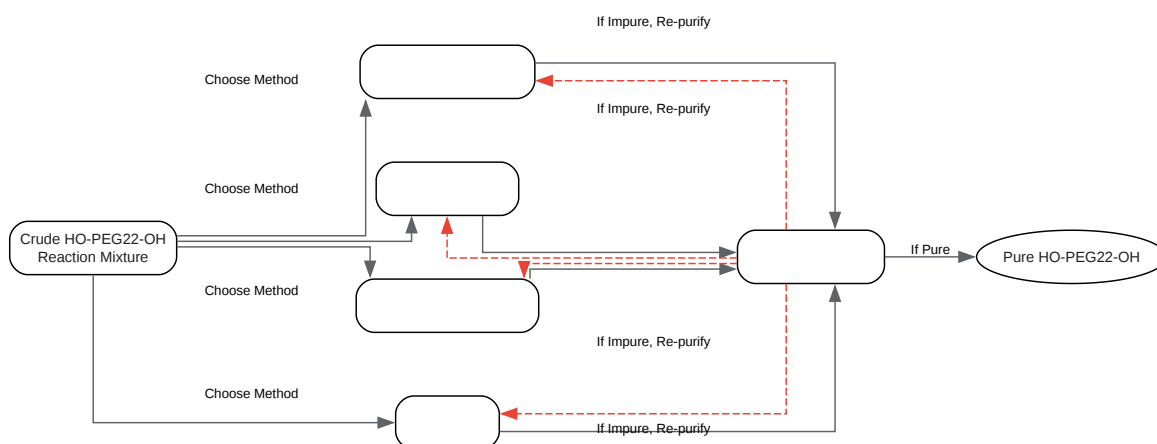 If Impure, Re-purify
Choose Method
If Impure, Re-purify
Choose Method
Crude HO-PEG22-OH
Reaction Mixture
If Pure
Pure HO-PEG22-OH
Choose Method
If Impure, Re-purify
Choose Method
If Impure, Re-purify